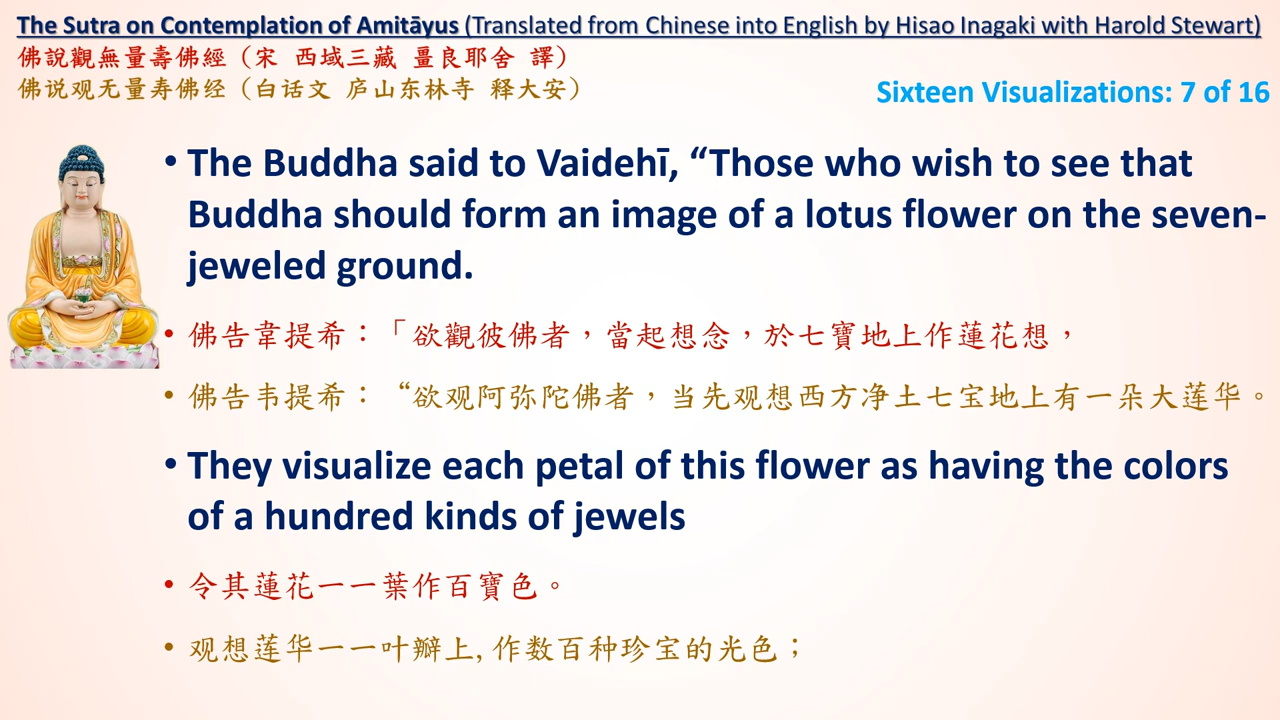 The Sutra on Contemplation of Amitāyus (Translated from Chinese into English by Hisao Inagaki with Harold Stewart)
佛說觀無量壽佛經（宋 西域三藏 畺良耶舍 譯）
佛说观无量寿佛经（白话文 庐山东林寺 释大安）
Sixteen Visualizations: 7 of 16
• The Buddha said to Vaidehī, “Those who wish to see that
Buddha should form an image of a lotus flower on the seven-
jeweled ground.
• 佛告韋提希：「欲觀彼佛者，當起想念，於七寶地上作蓮花想，
• 佛告韦提希：“欲观阿弥陀佛者，当先观想西方净土七宝地上有一朵大莲华。
• They visualize each petal of this flower as having the colors
of a hundred kinds of jewels
• 令其蓮花一一葉作百寶色。
• 观想莲华一一叶瓣上, 作数百种珍宝的光色；